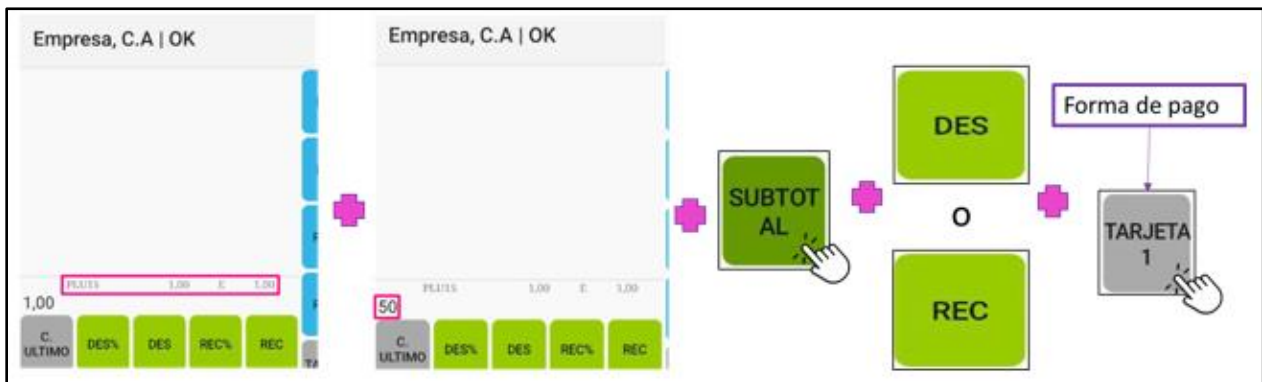 Empresa, C.A | OK
PLU15 1,00 E 1,00
1,00
C.
ULTIMO
DES%
DES
REC%
REC
Empresa, C.A | OK
PLU15 1,00 E 1,00
50
C.
ULTIMO
DES%
DES
REC%
REC
SUBTOT
AL
DES
O
REC
Forma de pago
TARJETA
1